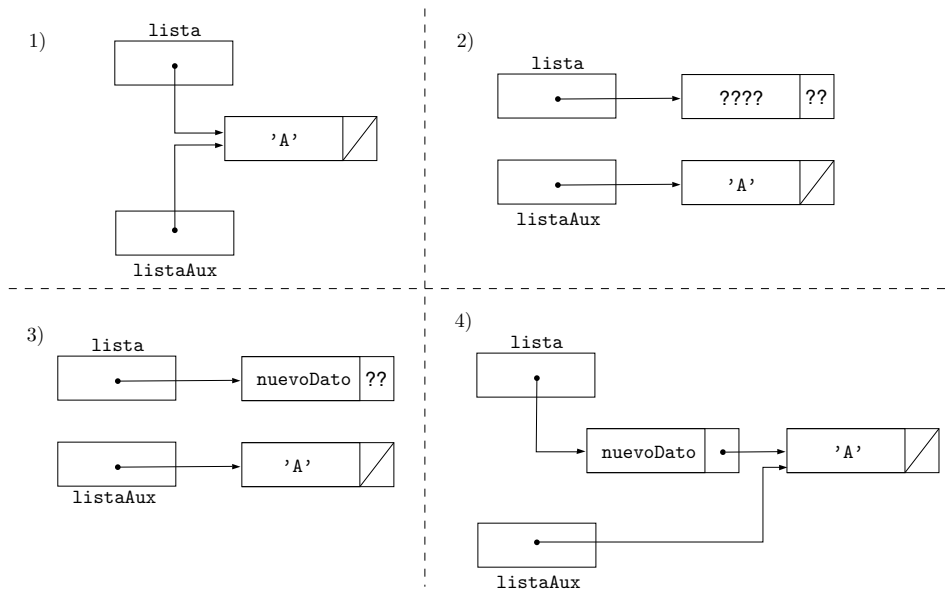 1)
lista
'A'
listaAux
2)
lista
???? ??
'A'
listaAux
3)
lista
nuevoDato ??
'A'
listaAux
4)
lista
nuevoDato 'A'
listaAux